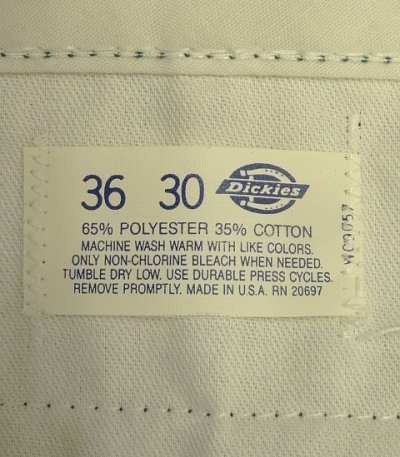 36 30 Dickies
65% POLYESTER 35% COTTON
MACHINE WASH WARM WITH LIKE COLORS.
ONLY NON-CHLORINE BLEACH WHEN NEEDED.
TUMBLE DRY LOW. USE DURABLE PRESS CYCLES.
REMOVE PROMPTLY. MADE IN U.S.A. RN 20697